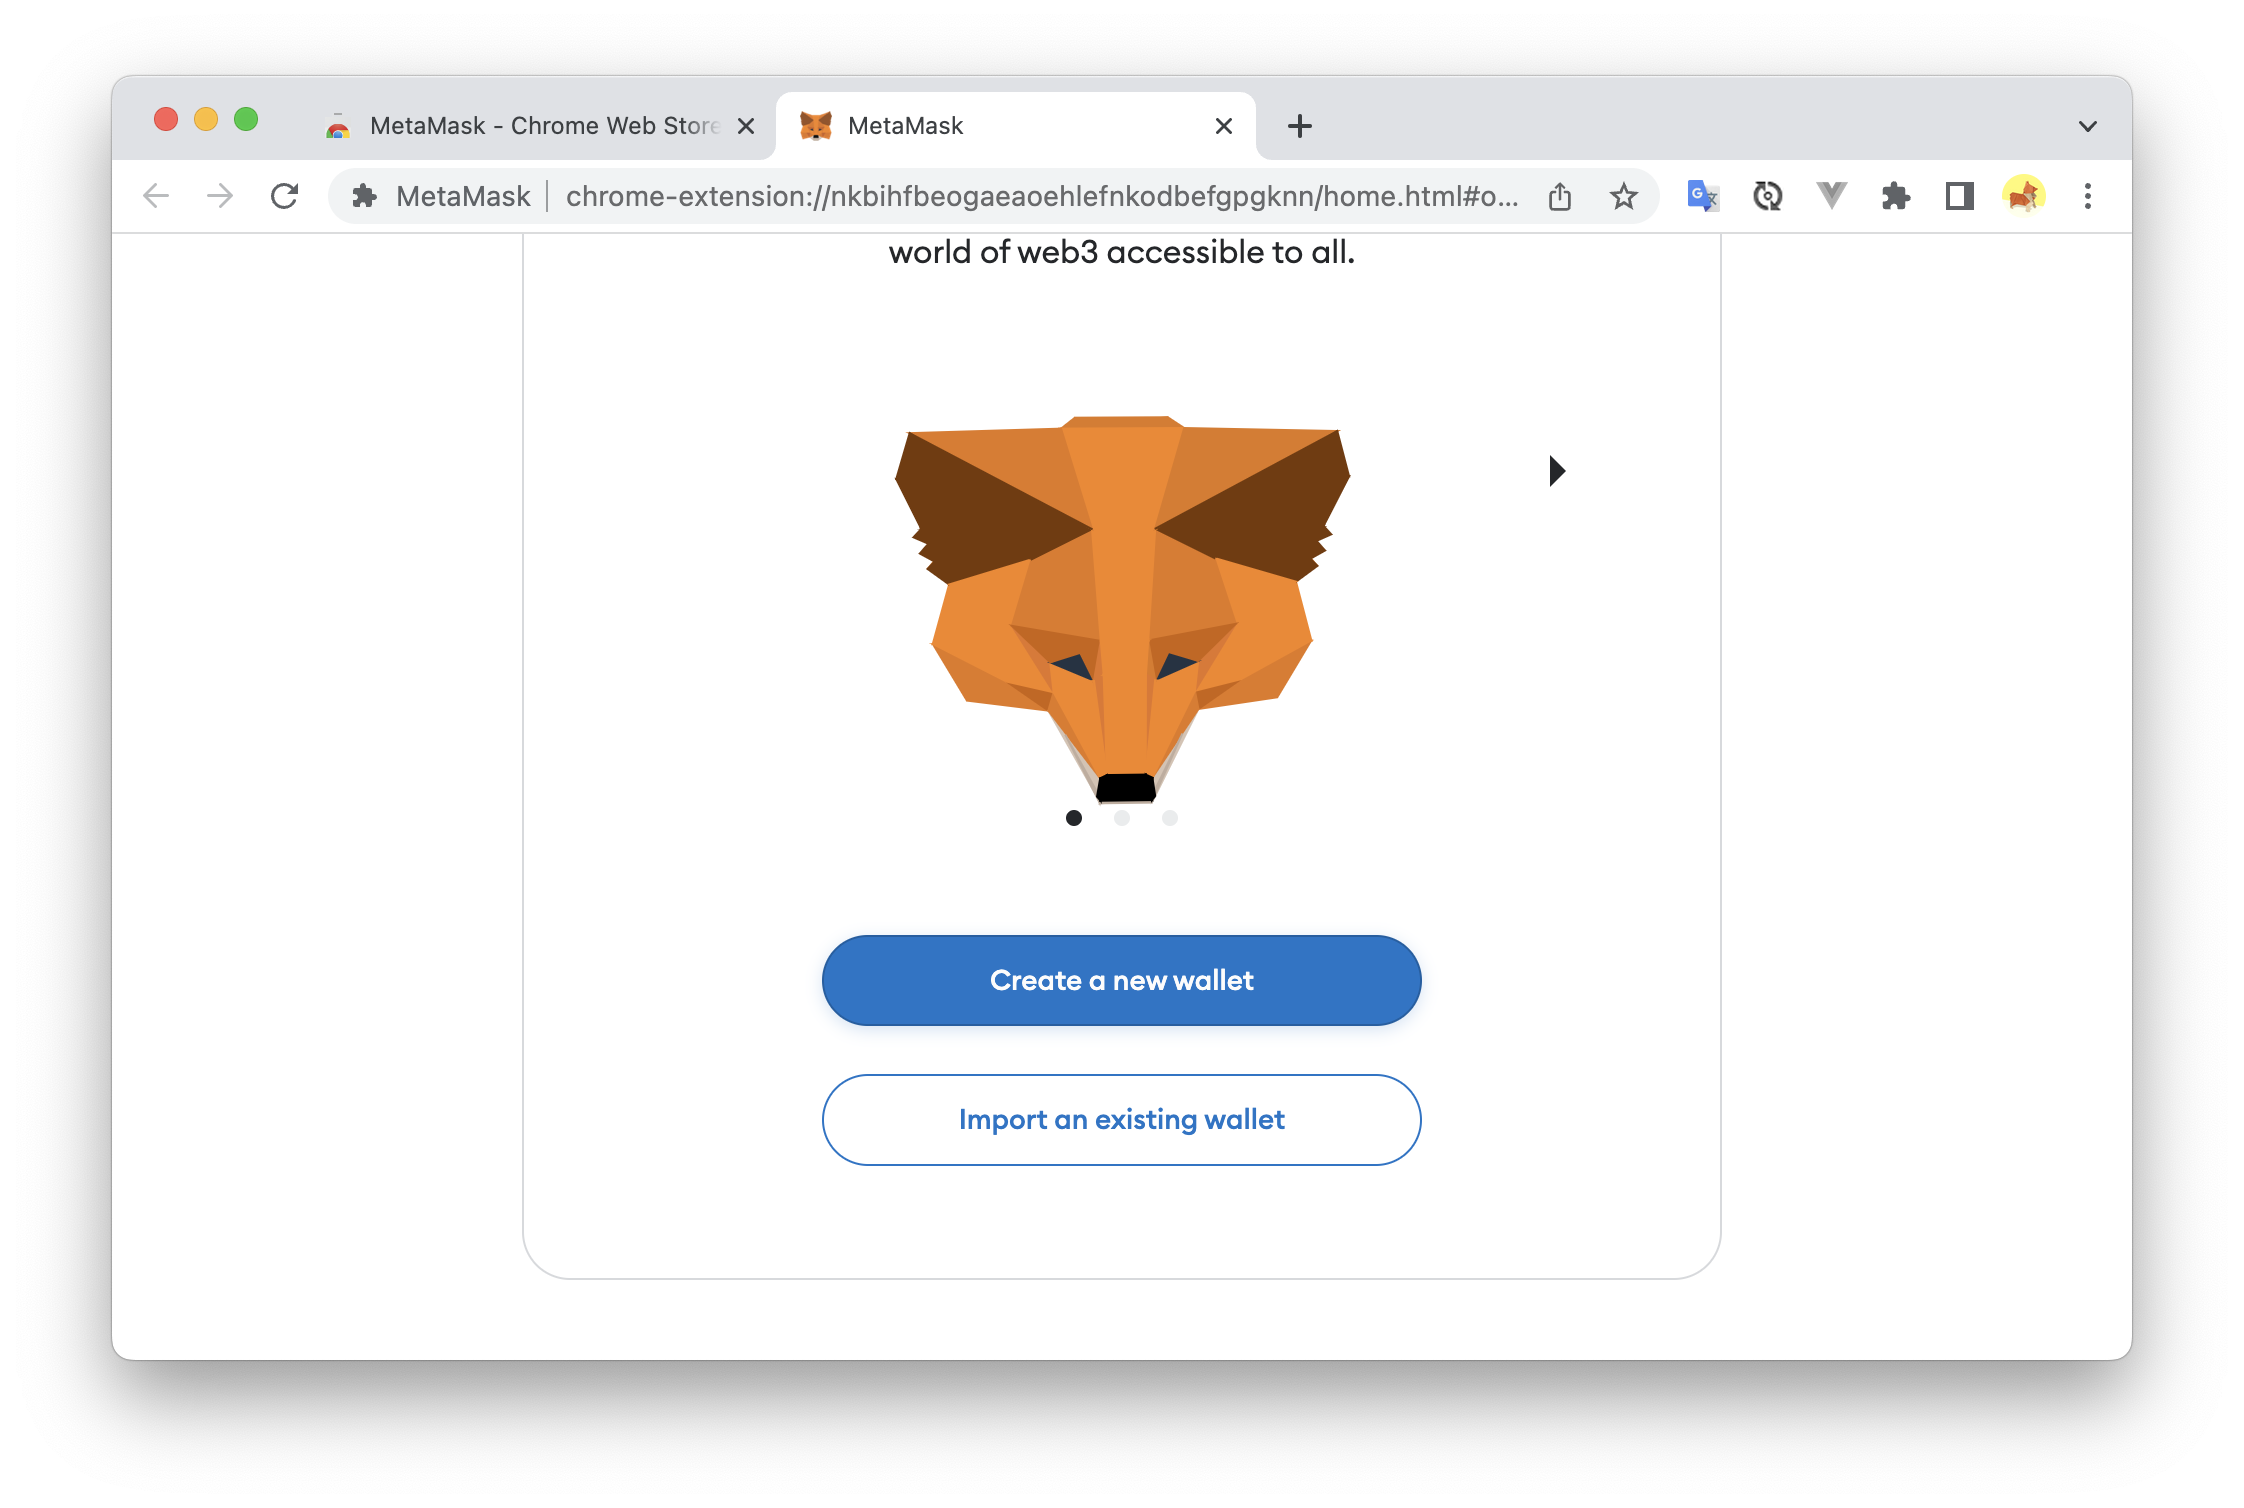 MetaMask - Chrome Web Store
MetaMask
MetaMask
chrome-extension://nkbihfbeogaeaoehlefnkodbefgpgknn/home.html#o...
world of web3 accessible to all.
Create a new wallet
Import an existing wallet